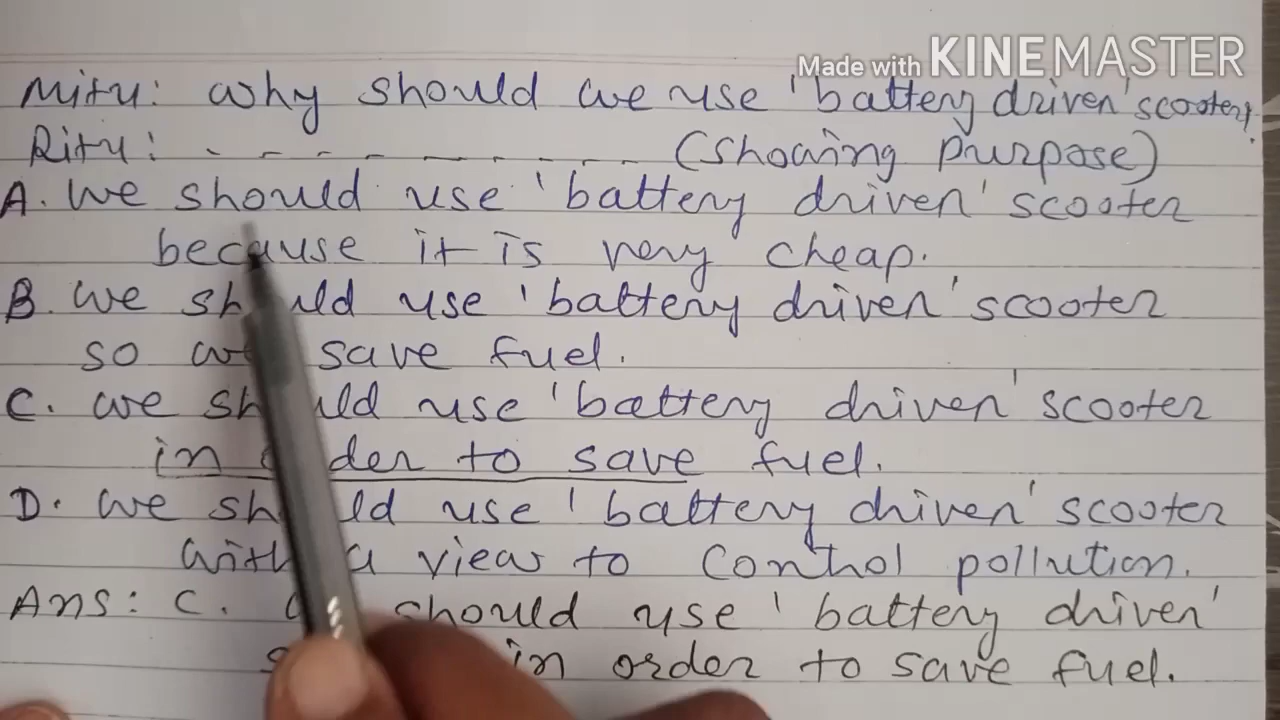 Made with KINEMASTER
Mitu: why should we use 'battery driven' scooter?
Ritu: - - - - - - - - - - (showing purpose)
A. we should use 'battery driven' scooter
because it is very cheap.
B. we should use 'battery driven' scooter
so we save fuel.
C. we should use 'battery driven' scooter
in order to save fuel.
D. we should use 'battery driven' scooter
with a view to control pollution.
Ans: C. should use 'battery driven'
in order to save fuel.